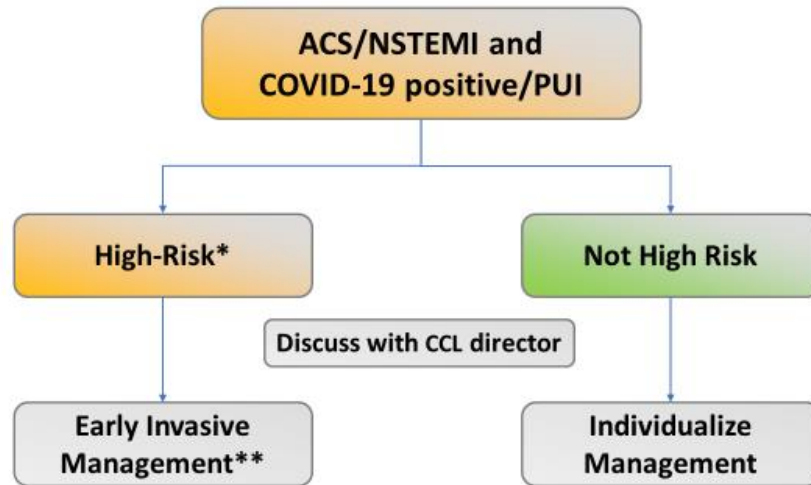 ACS/NSTEMI and
COVID-19 positive/PUI
High-Risk*
Not High Risk
Discuss with CCL director
Early Invasive
Management**
Individualize
Management